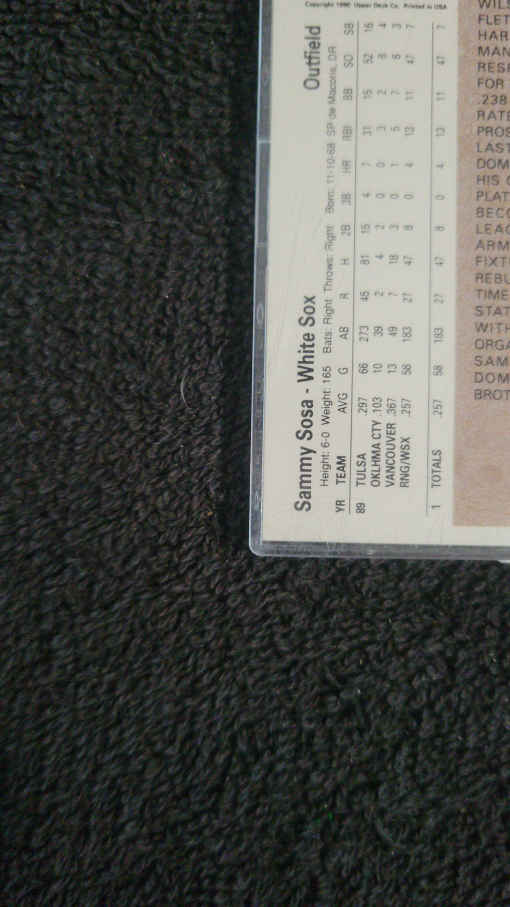 Copyright 1990 Upper Deck Co. Printed in USA
Sammy Sosa - White Sox Outfield
Height: 6-0 Weight: 165 Bats: Right Throws: Right Born: 11-10-68 SP de Macoris, DR
YR TEAM AVG G AB R H 2B 3B HR RBI BB SO SB
89 TULSA .297 66 273 45 81 15 4 7 31 15 52 16
OKLHMA CTY .103 10 39 2 4 2 0 0 3 2 8 4
VANCOUVER .367 13 49 7 18 3 0 1 5 7 6 3
RNG/WSX .257 58 183 27 47 8 0 4 13 11 47 7
1 TOTALS .257 58 183 27 47 8 0 4 13 11 47 7
WILS
FLET
HAR
MAN
RESP
FOR
.238
RATE
PROS
LAST
DOM
HIS
PLAT
BECO
LEAG
ARM
FIXTU
REBU
TIME
STAT
WITH
ORGA
SAM
DOM
BROT